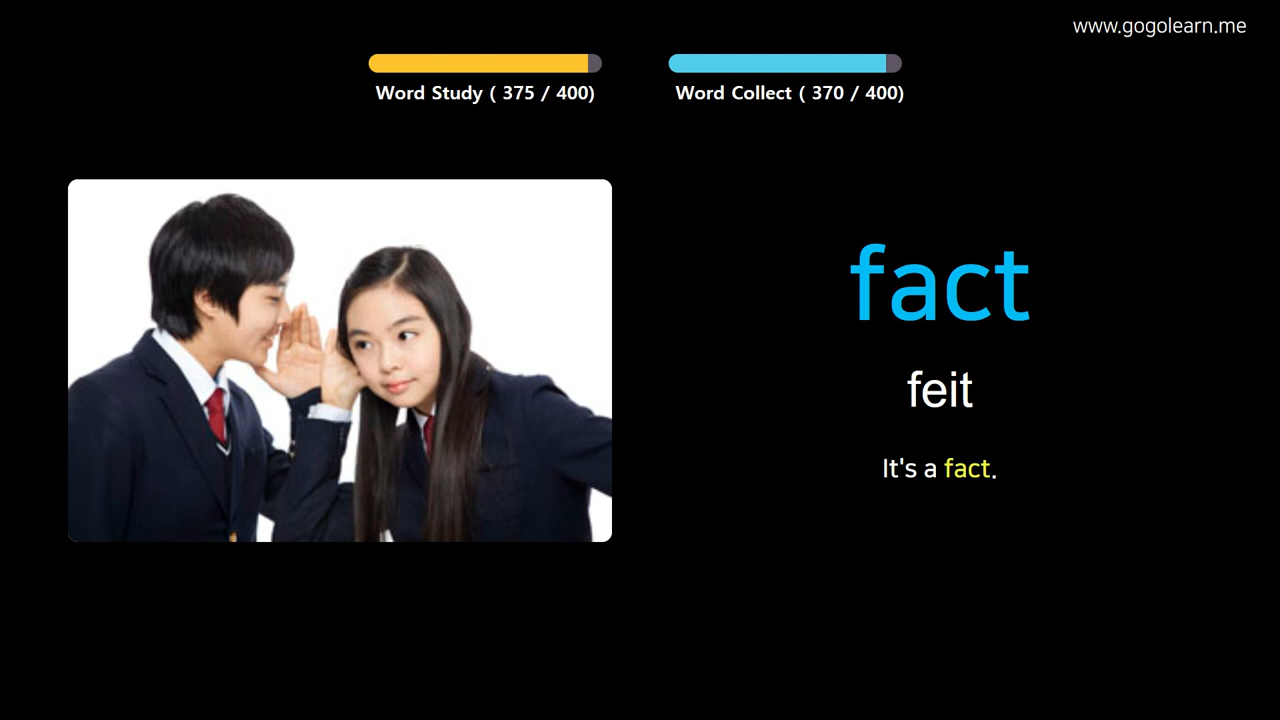 www.gogolearn.me
Word Study ( 375 / 400)
Word Collect ( 370 / 400)
fact
feit
It's a fact.